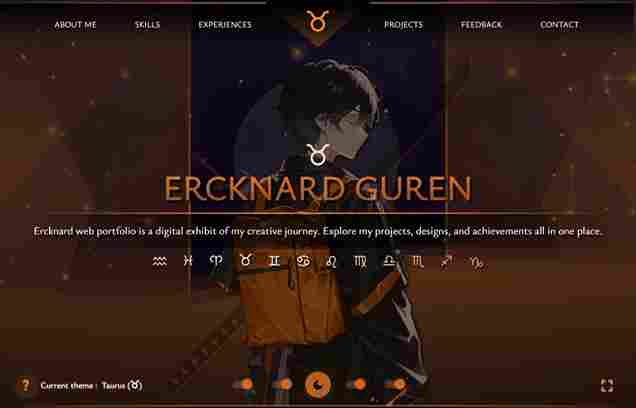 ABOUT ME SKILLS EXPERIENCES ♉ PROJECTS FEEDBACK CONTACT
♉
ERCKNARD GUREN
Ercknard web portfolio is a digital exhibit of my creative journey. Explore my projects, designs, and achievements all in one place.
♒ ♓ ♈ ♉ ♊ ♋ ♌ ♍ ♎ ♏ ♐ ♑
? Current theme : Taurus (♉)